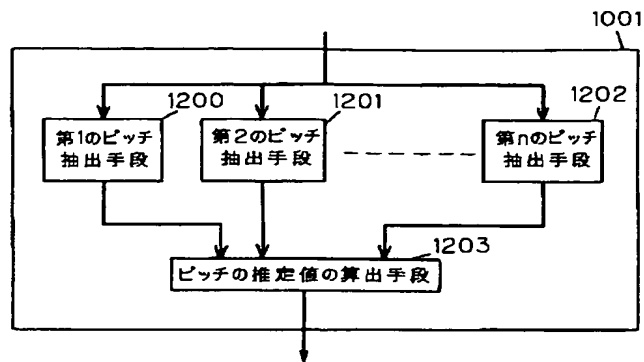 1001
1200
1201
1202
第1のピッチ
抽出手段
第2のピッチ
抽出手段
第nのピッチ
抽出手段
1203
ピッチの推定値の算出手段